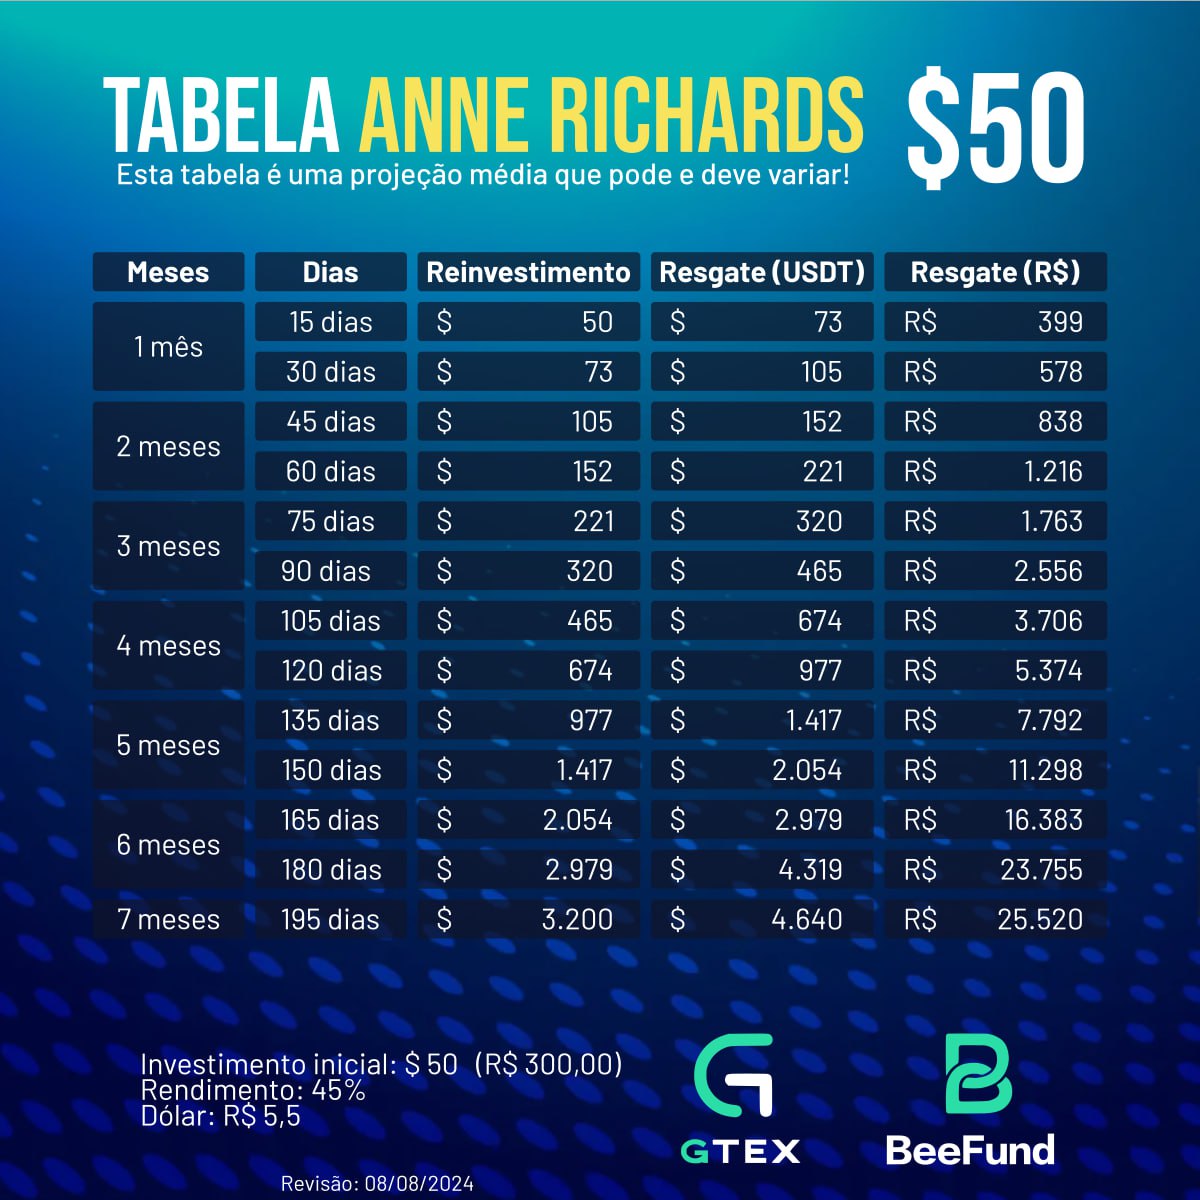 TABELA ANNE RICHARDS $50
Esta tabela é uma projeção média que pode e deve variar!
Meses Dias Reinvestimento Resgate (USDT) Resgate (R$)
1 mês
15 dias $ 50 $ 73 R$ 399
30 dias $ 73 $ 105 R$ 578
2 meses
45 dias $ 105 $ 152 R$ 838
60 dias $ 152 $ 221 R$ 1.216
3 meses
75 dias $ 221 $ 320 R$ 1.763
90 dias $ 320 $ 465 R$ 2.556
4 meses
105 dias $ 465 $ 674 R$ 3.706
120 dias $ 674 $ 977 R$ 5.374
5 meses
135 dias $ 977 $ 1.417 R$ 7.792
150 dias $ 1.417 $ 2.054 R$ 11.298
6 meses
165 dias $ 2.054 $ 2.979 R$ 16.383
180 dias $ 2.979 $ 4.319 R$ 23.755
7 meses 195 dias $ 3.200 $ 4.640 R$ 25.520
Investimento inicial: $ 50 (R$ 300,00)
Rendimento: 45%
Dólar: R$ 5,5
GTEX
BeeFund
Revisão: 08/08/2024